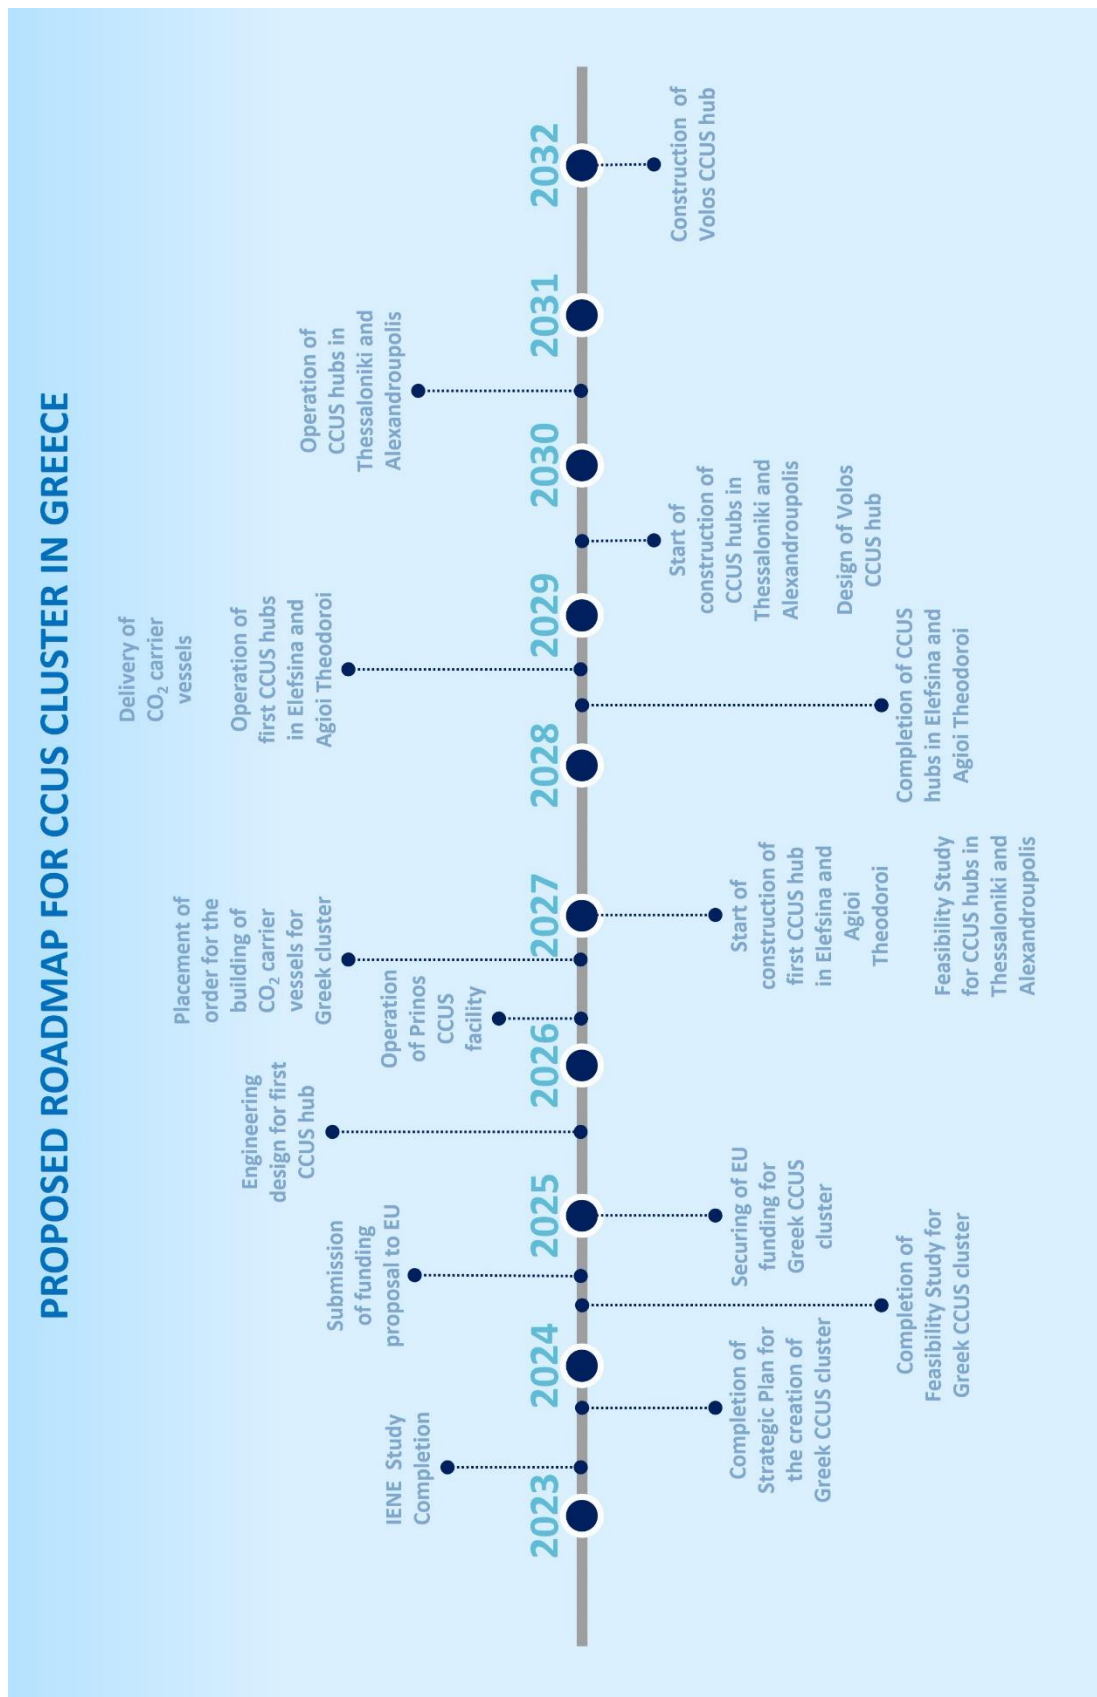 PROPOSED ROADMAP FOR CCUS CLUSTER IN GREECE
IENE Study
Completion
Submission
of funding
proposal to EU
Engineering
design for first
CCUS hub
Operation
of Prinos
CCUS
facility
Placement of
order for the
building of
CO₂ carrier
vessels for
Greek cluster
Delivery of
CO₂ carrier
vessels
Operation of
first CCUS hubs
in Elefsina and
Agioi Theodoroi
Operation of
CCUS hubs in
Thessaloniki and
Alexandroupolis
2023
2024
2025
2026
2027
2028
2029
2030
2031
2032
Completion of
Strategic Plan for
the creation of
Greek CCUS cluster
Completion of
Feasibility Study for
Greek CCUS cluster
Securing of EU
funding for
Greek CCUS
cluster
Start of
construction of
first CCUS hub
in Elefsina and
Agioi
Theodoroi
Feasibility Study
for CCUS hubs in
Thessaloniki and
Alexandroupolis
Completion of CCUS
hubs in Elefsina and
Agioi Theodoroi
Start of
construction of
CCUS hubs in
Thessaloniki and
Alexandroupolis
Design of Volos
CCUS hub
Construction of
Volos CCUS hub